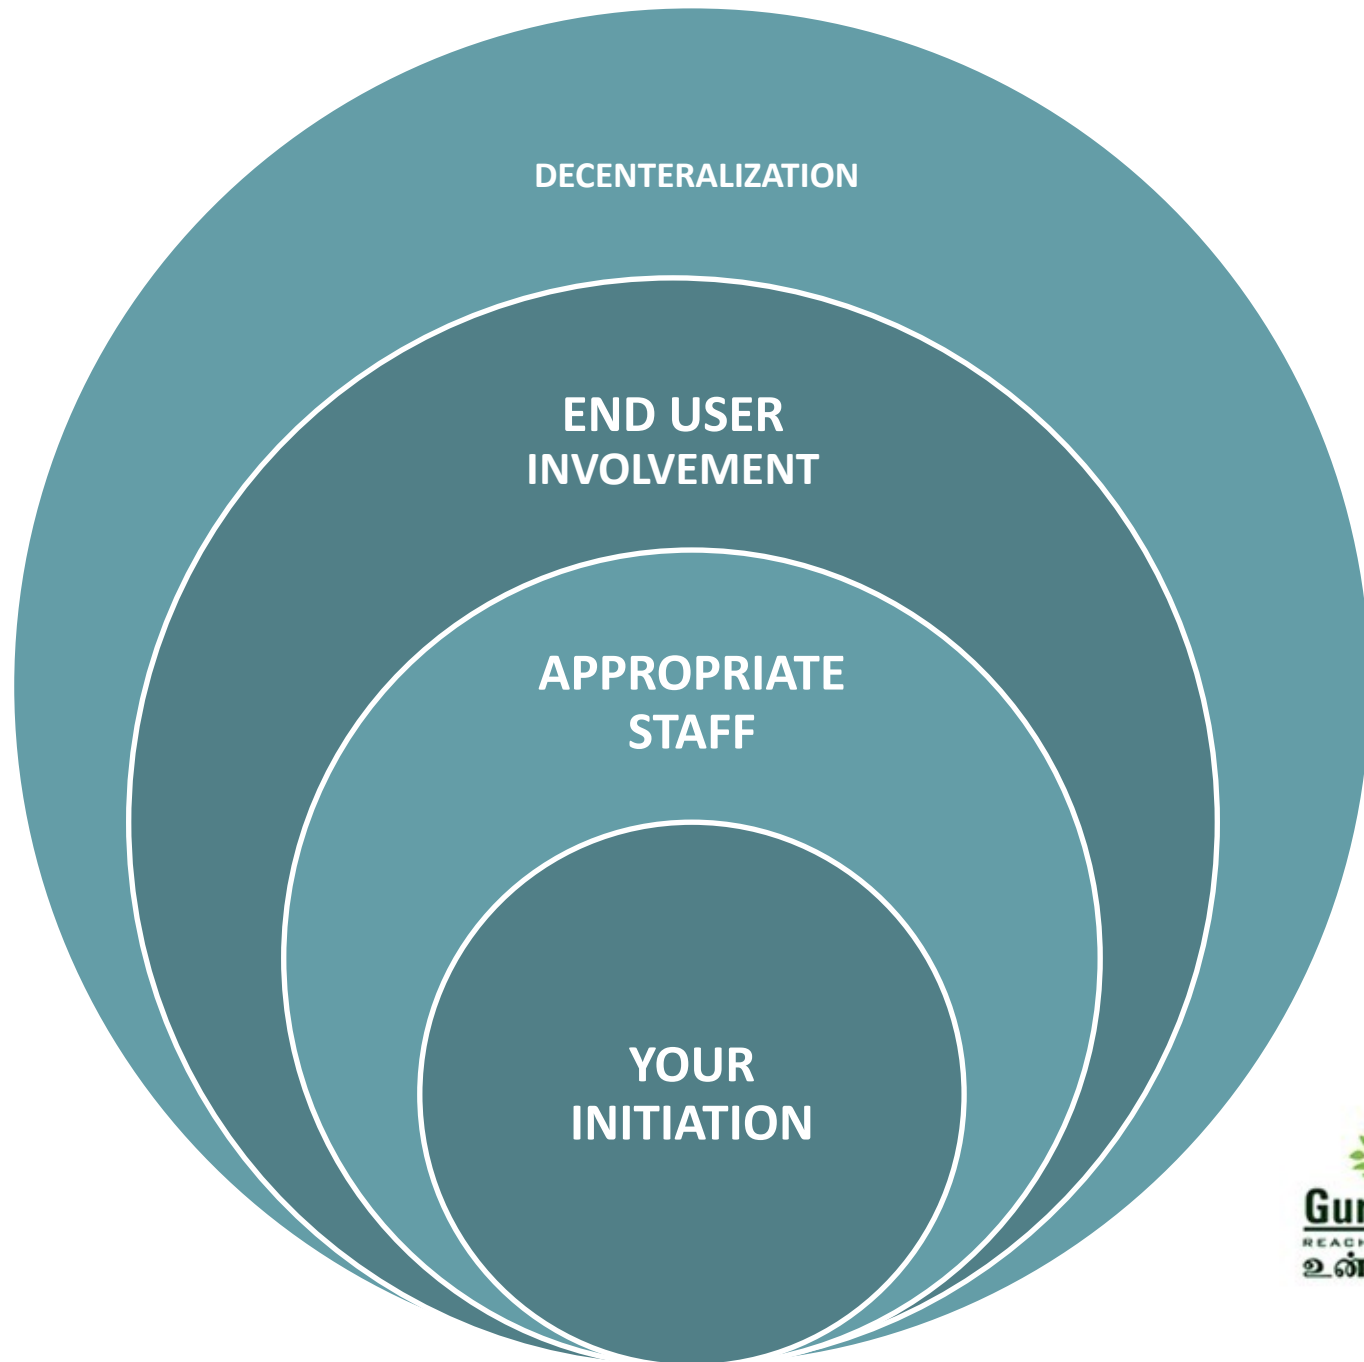 DECENTERALIZATION
END USER
INVOLVEMENT
APPROPRIATE
STAFF
YOUR
INITIATION